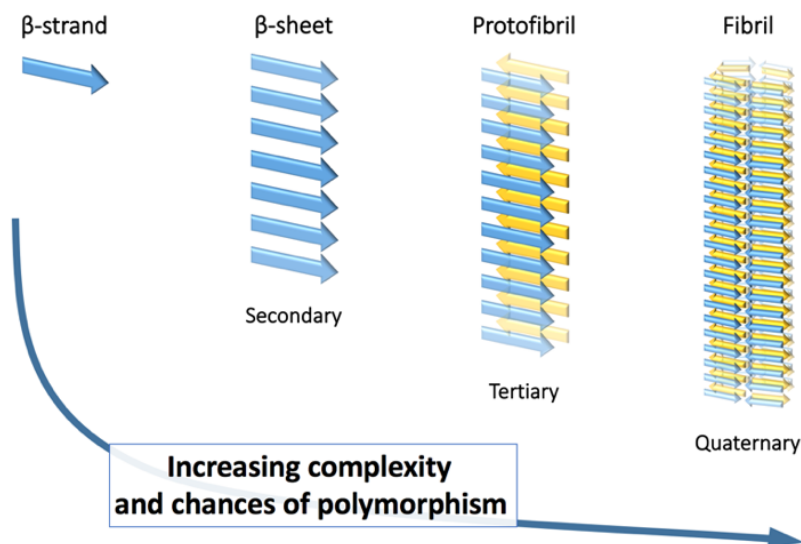 β-strand
β-sheet
Protofibril
Fibril
Secondary
Tertiary
Quaternary
Increasing complexity
and chances of polymorphism